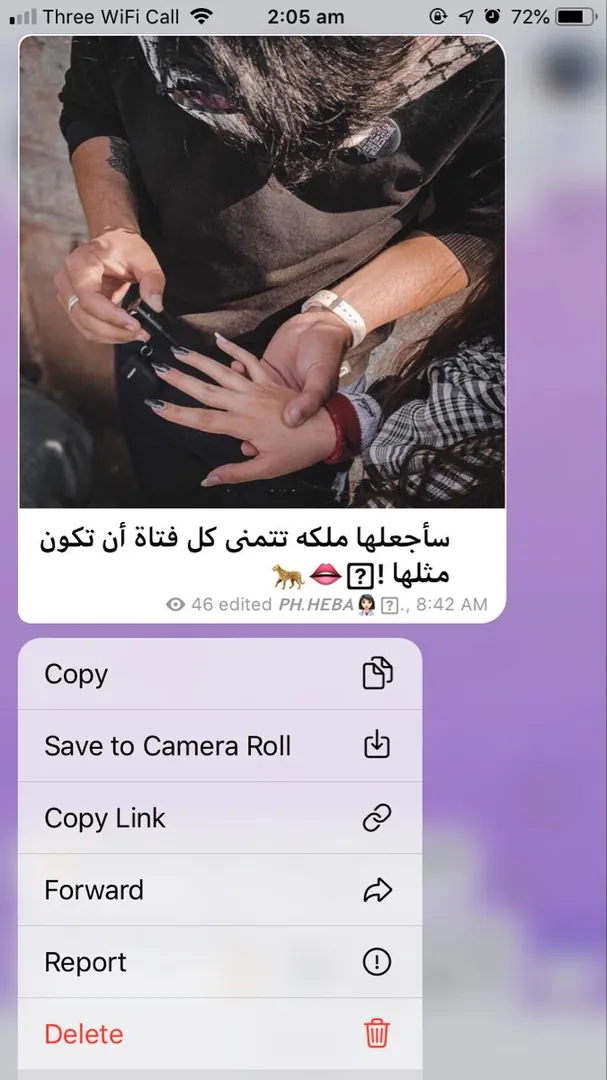 Three WiFi Call 2:05 am 72%
سأجعلها ملكه تتمنى كل فتاة أن تكون
مثلها !⍰👄🐆
46 edited PH.HEBA👩🏻‍⚕️⍰., 8:42 AM
Copy
Save to Camera Roll
Copy Link
Forward
Report
Delete